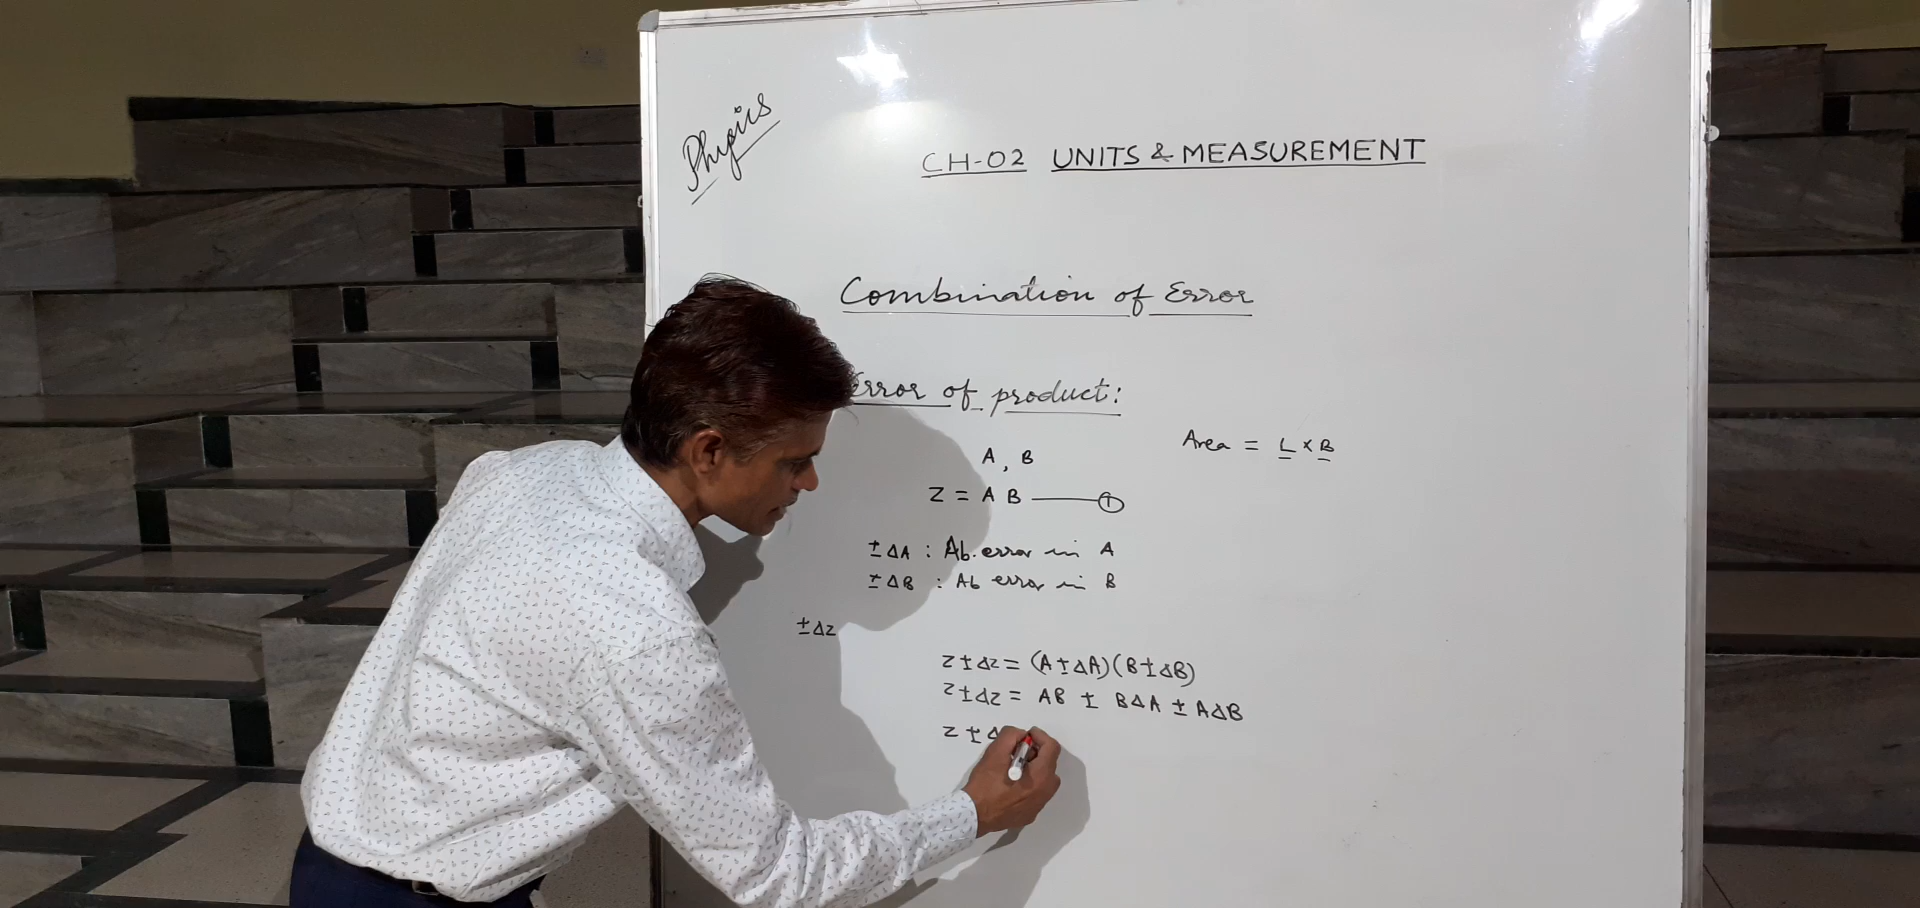 Physics
CH-02 UNITS & MEASUREMENT
Combination of Error
Error of product:
A, B
Area = L × B
Z = A B ——— ①
± ΔA : Ab. error in A
± ΔB : Ab error in B
± ΔZ
Z ± ΔZ = (A ± ΔA) (B ± ΔB)
Z ± ΔZ = AB ± BΔA ± AΔB
Z ± Δ